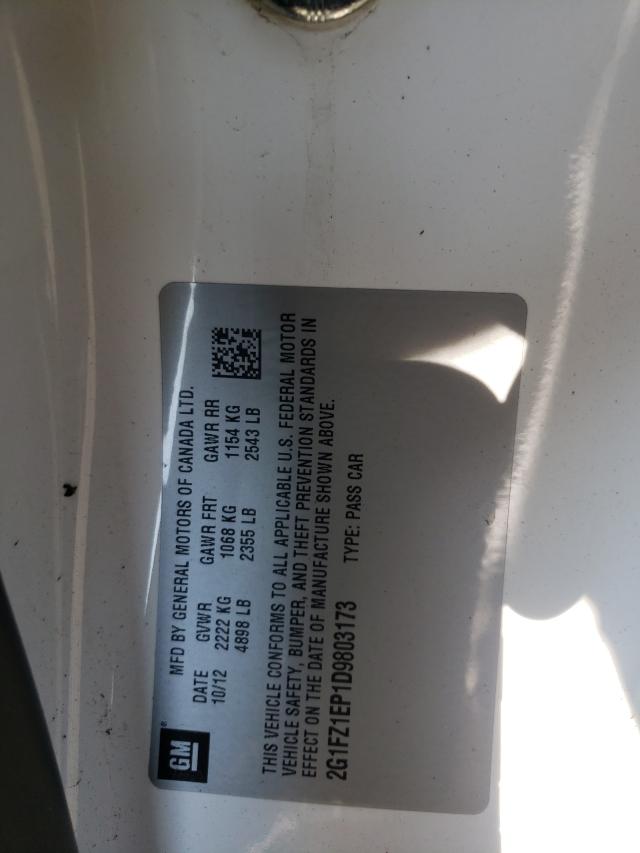 GM®
MFD BY GENERAL MOTORS OF CANADA LTD.
DATE GVWR GAWR FRT GAWR RR
10/12 2222 KG 1068 KG 1154 KG
4898 LB 2355 LB 2543 LB
THIS VEHICLE CONFORMS TO ALL APPLICABLE U.S. FEDERAL MOTOR
VEHICLE SAFETY, BUMPER, AND THEFT PREVENTION STANDARDS IN
EFFECT ON THE DATE OF MANUFACTURE SHOWN ABOVE.
2G1FZ1EP1D9803173 TYPE: PASS CAR